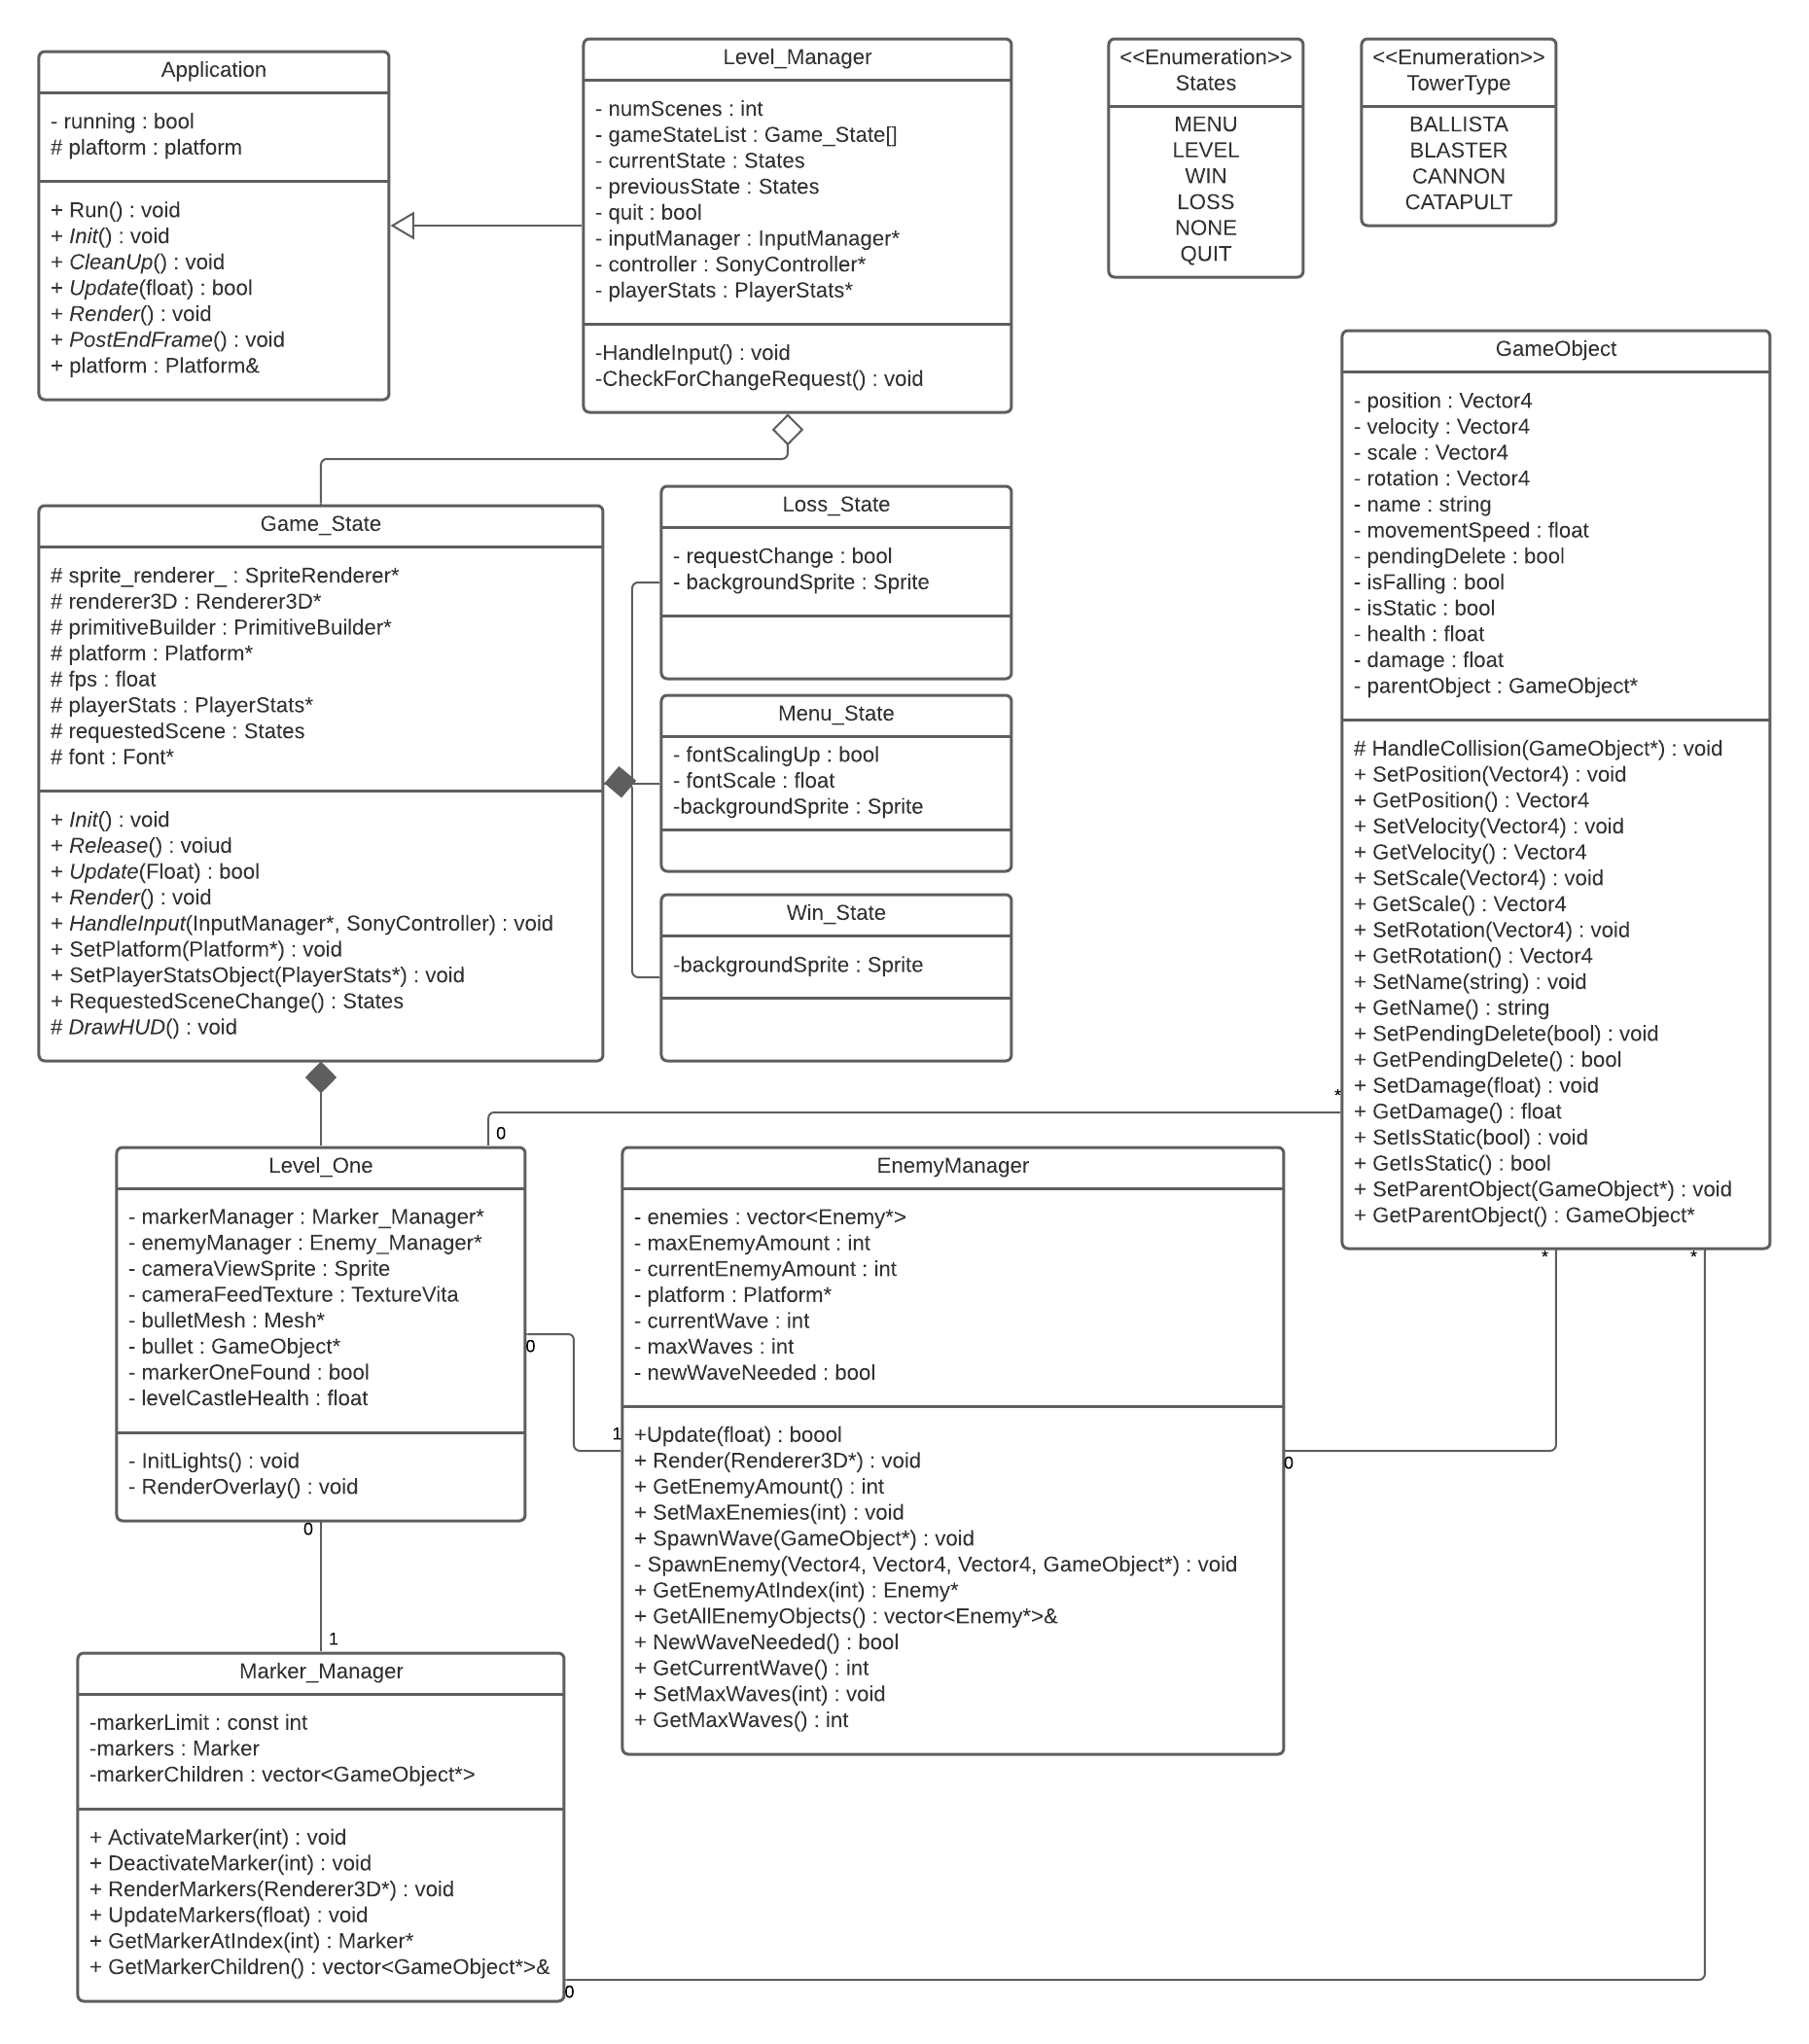 Application
- running : bool
# plaftorm : platform
+ Run() : void
+ Init() : void
+ CleanUp() : void
+ Update(float) : bool
+ Render() : void
+ PostEndFrame() : void
+ platform : Platform&
Level_Manager
- numScenes : int
- gameStateList : Game_State[]
- currentState : States
- previousState : States
- quit : bool
- inputManager : InputManager*
- controller : SonyController*
- playerStats : PlayerStats*
-HandleInput() : void
-CheckForChangeRequest() : void
<<Enumeration>>
States
MENU
LEVEL
WIN
LOSS
NONE
QUIT
<<Enumeration>>
TowerType
BALLISTA
BLASTER
CANNON
CATAPULT
GameObject
- position : Vector4
- velocity : Vector4
- scale : Vector4
- rotation : Vector4
- name : string
- movementSpeed : float
- pendingDelete : bool
- isFalling : bool
- isStatic : bool
- health : float
- damage : float
- parentObject : GameObject*
# HandleCollision(GameObject*) : void
+ SetPosition(Vector4) : void
+ GetPosition() : Vector4
+ SetVelocity(Vector4) : void
+ GetVelocity() : Vector4
+ SetScale(Vector4) : void
+ GetScale() : Vector4
+ SetRotation(Vector4) : void
+ GetRotation() : Vector4
+ SetName(string) : void
+ GetName() : string
+ SetPendingDelete(bool) : void
+ GetPendingDelete() : bool
+ SetDamage(float) : void
+ GetDamage() : float
+ SetIsStatic(bool) : void
+ GetIsStatic() : bool
+ SetParentObject(GameObject*) : void
+ GetParentObject() : GameObject*
Game_State
# sprite_renderer_ : SpriteRenderer*
# renderer3D : Renderer3D*
# primitiveBuilder : PrimitiveBuilder*
# platform : Platform*
# fps : float
# playerStats : PlayerStats*
# requestedScene : States
# font : Font*
+ Init() : void
+ Release() : voiud
+ Update(Float) : bool
+ Render() : void
+ HandleInput(InputManager*, SonyController) : void
+ SetPlatform(Platform*) : void
+ SetPlayerStatsObject(PlayerStats*) : void
+ RequestedSceneChange() : States
# DrawHUD() : void
Loss_State
- requestChange : bool
- backgroundSprite : Sprite
Menu_State
- fontScalingUp : bool
- fontScale : float
-backgroundSprite : Sprite
Win_State
-backgroundSprite : Sprite
*
0
Level_One
- markerManager : Marker_Manager*
- enemyManager : Enemy_Manager*
- cameraViewSprite : Sprite
- cameraFeedTexture : TextureVita
- bulletMesh : Mesh*
- bullet : GameObject*
- markerOneFound : bool
- levelCastleHealth : float
- InitLights() : void
- RenderOverlay() : void
0
1
EnemyManager
- enemies : vector<Enemy*>
- maxEnemyAmount : int
- currentEnemyAmount : int
- platform : Platform*
- currentWave : int
- maxWaves : int
- newWaveNeeded : bool
+Update(float) : boool
+ Render(Renderer3D*) : void
+ GetEnemyAmount() : int
+ SetMaxEnemies(int) : void
+ SpawnWave(GameObject*) : void
- SpawnEnemy(Vector4, Vector4, Vector4, GameObject*) : void
+ GetEnemyAtIndex(int) : Enemy*
+ GetAllEnemyObjects() : vector<Enemy*>&
+ NewWaveNeeded() : bool
+ GetCurrentWave() : int
+ SetMaxWaves(int) : void
+ GetMaxWaves() : int
*
*
0
0
1
Marker_Manager
-markerLimit : const int
-markers : Marker
-markerChildren : vector<GameObject*>
+ ActivateMarker(int) : void
+ DeactivateMarker(int) : void
+ RenderMarkers(Renderer3D*) : void
+ UpdateMarkers(float) : void
+ GetMarkerAtIndex(int) : Marker*
+ GetMarkerChildren() : vector<GameObject*>&
0